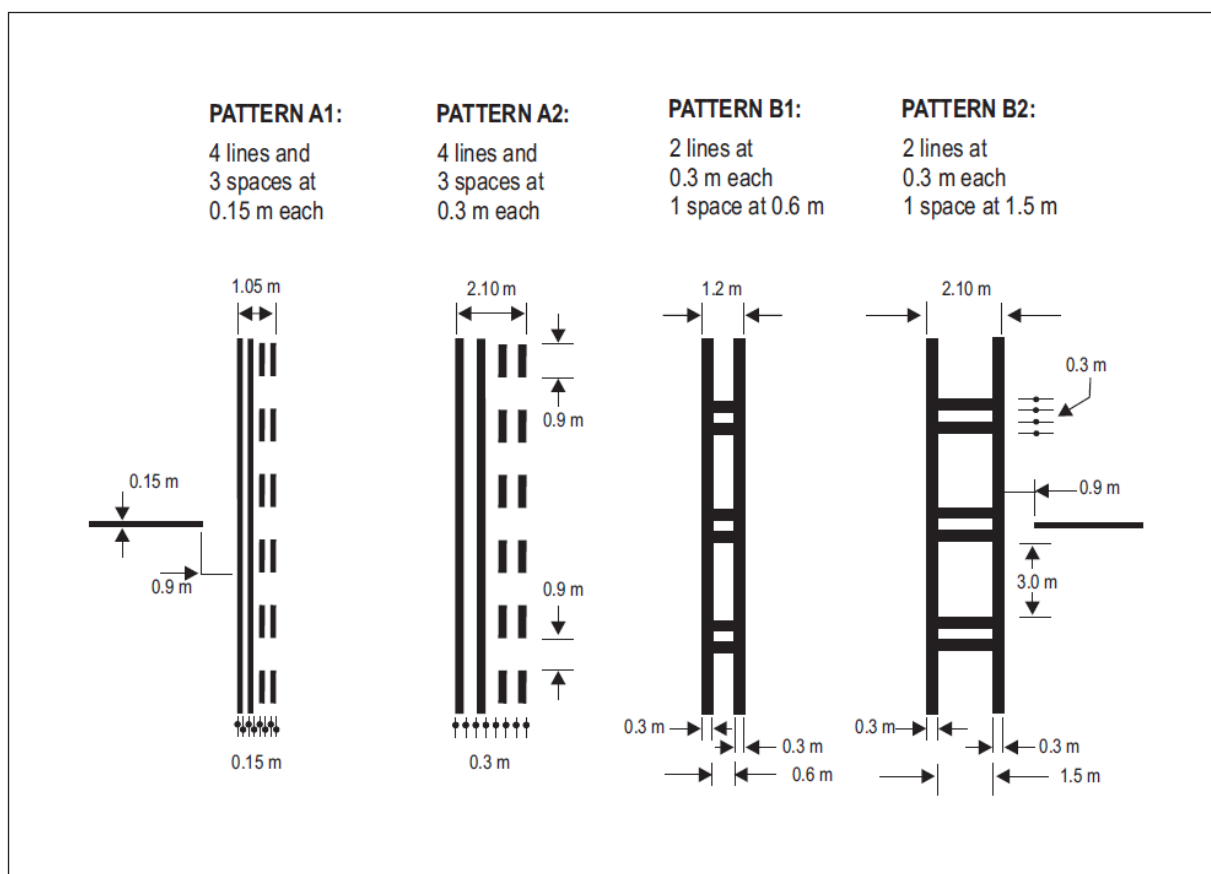 PATTERN A1:
4 lines and
3 spaces at
0.15 m each
PATTERN A2:
4 lines and
3 spaces at
0.3 m each
PATTERN B1:
2 lines at
0.3 m each
1 space at 0.6 m
PATTERN B2:
2 lines at
0.3 m each
1 space at 1.5 m
1.05 m
2.10 m
1.2 m
2.10 m
0.3 m
0.9 m
0.15 m
0.9 m
0.9 m
0.9 m
3.0 m
0.3 m
0.3 m
0.15 m
0.3 m
0.3 m
0.3 m
0.6 m
1.5 m